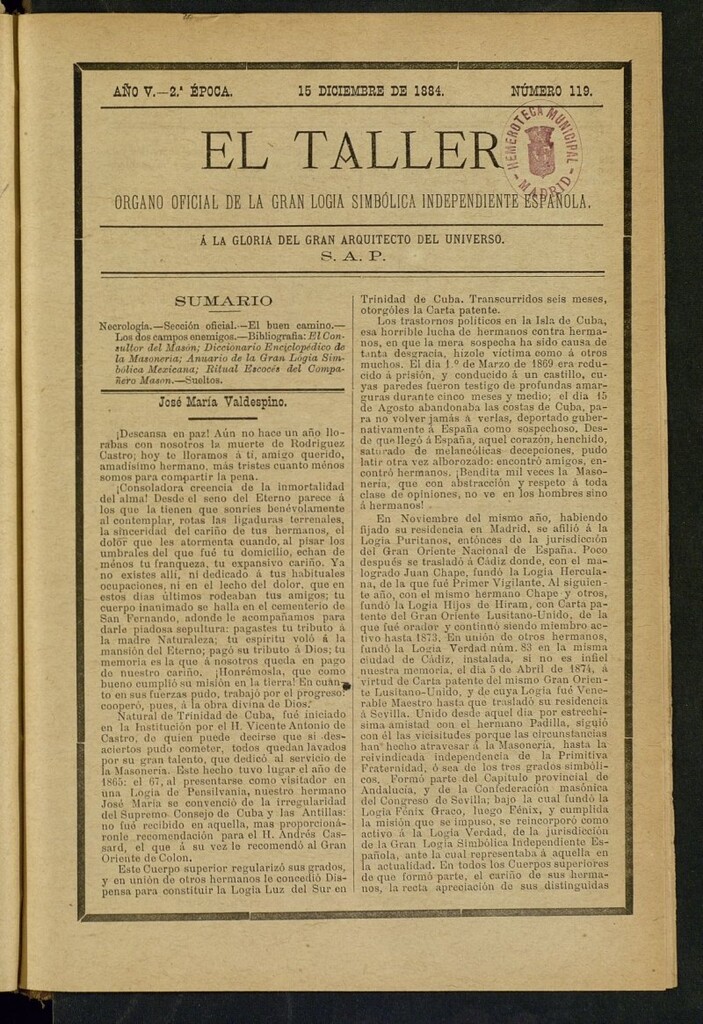 AÑO V.—2.ª ÉPOCA. 15 DICIEMBRE DE 1884. NÚMERO 119.
EL TALLER
HEMEROTECA MUNICIPAL
MADRID
ORGANO OFICIAL DE LA GRAN LOGIA SIMBÓLICA INDEPENDIENTE ESPAÑOLA.
Á LA GLORIA DEL GRAN ARQUITECTO DEL UNIVERSO.
S. A. P.
SUMARIO
Necrología.—Sección oficial.—El buen camino.—
Los dos campos enemigos.—Bibliografía: El Con-
sultor del Masón; Diccionario Enciclopédico de
la Masonería; Anuario de la Gran Logia Sim-
bólica Mexicana; Ritual Escocés del Compa-
ñero Mason.—Sueltos.
José María Valdespino.
¡Descansa en paz! Aún no hace un año llo-
rabas con nosotros la muerte de Rodriguez
Castro; hoy te lloramos á tí, amigo querido,
amadísimo hermano, más tristes cuanto ménos
somos para compartir la pena.
¡Consoladora creencia de la inmortalidad
del alma! Desde el seno del Eterno parece á
los que la tienen que sonries benévolamente
al contemplar, rotas las ligaduras terrenales,
la sinceridad del cariño de tus hermanos, el
dolor que les atormenta cuando, al pisar los
umbrales del que fué tu domicilio, echan de
ménos tu franqueza, tu expansivo cariño. Ya
no existes allí, ni dedicado á tus habituales
ocupaciones, ni en el lecho del dolor, que en
estos dias últimos rodeaban tus amigos; tu
cuerpo inanimado se halla en el cementerio de
San Fernando, adonde le acompañamos para
darle piadosa sepultura: pagastes tu tributo á
la madre Naturaleza; tu espíritu voló á la
mansión del Eterno; pagó su tributo á Dios; tu
memoria es la que á nosotros queda en pago
de nuestro cariño. ¡Honrémosla, que como
bueno cumplió su misión en la tierra! En cuán-
to en sus fuerzas pudo, trabajó por el progreso:
cooperó, pues, á la obra divina de Dios.
Natural de Trinidad de Cuba, fué iniciado
en la Institución por el H. Vicente Antonio de
Castro, de quien puede decirse que si des-
aciertos pudo cometer, todos quedan lavados
por su gran talento, que dedicó al servicio de
la Masonería. Este hecho tuvo lugar el año de
1865: el 67, al presentarse como visitador en
una Logia de Pensilvania, nuestro hermano
José María se convenció de la irregularidad
del Supremo Consejo de Cuba y las Antillas:
no fué recibido en aquella, mas proporcioná-
ronle recomendación para el H. Andrés Cas-
sard, el que á su vez le recomendó al Gran
Oriente de Colon.
Este Cuerpo superior regularizó sus grados,
y en unión de otros hermanos le concedió Dis-
pensa para constituir la Logia Luz del Sur en
Trinidad de Cuba. Transcurridos seis meses,
otorgóles la Carta patente.
Los trastornos políticos en la Isla de Cuba,
esa horrible lucha de hermanos contra herma-
nos, en que la mera sospecha ha sido causa de
tanta desgracia, hízole víctima como á otros
muchos. El día 1.º de Marzo de 1869 era redu-
cido á prisión, y conducido á un castillo, cu-
yas paredes fueron testigo de profundas amar-
guras durante cinco meses y medio; el dia 15
de Agosto abandonaba las costas de Cuba, pa-
ra no volver jamás á verlas, deportado guber-
nativamente á España como sospechoso. Des-
de que llegó á España, aquel corazón, henchido,
saturado de melancólicas decepciones, pudo
latir otra vez alborozado: encontró amigos, en-
contró hermanos. ¡Bendita mil veces la Maso-
nería, que con abstracción y respeto á toda
clase de opiniones, no ve en los hombres sino
á hermanos!
En Noviembre del mismo año, habiendo
fijado su residencia en Madrid, se afilió á la
Logia Puritanos, entónces de la jurisdicción
del Gran Oriente Nacional de España. Poco
después se trasladó á Cádiz donde, con el ma-
logrado Juan Chape, fundó la Logia Hercula-
na, de la que fué Primer Vigilante. Al siguien-
te año, con el mismo hermano Chape y otros,
fundó la Logia Hijos de Hiram, con Carta pa-
tente del Gran Oriente Lusitano-Unido, de la
que fué orador y continuó siendo miembro ac-
tivo hasta 1873. En unión de otros hermanos,
fundó la Logia Verdad núm. 83 en la misma
ciudad de Cádiz, instalada, si no es infiel
nuestra memoria, el dia 5 de Abril de 1874, á
virtud de Carta patente del mismo Gran Orien-
te Lusitano-Unido, y de cuya Logia fué Vene-
rable Maestro hasta que trasladó su residencia
á Sevilla. Unido desde aquel día por estrechí-
sima amistad con el hermano Padilla, siguió
con él las vicisitudes porque las circunstancias
han hecho atravesar á la Masonería, hasta la
reivindicada independencia de la Primitiva
Fraternidad, ó sea de los tres grados simbóli-
cos. Formó parte del Capítulo provincial de
Andalucía, y de la Confederación masónica
del Congreso de Sevilla; bajo la cual fundó la
Logia Fénix Graco, luego Fénix, y cumplida
la misión que se impuso, se reincorporó como
activo á la Logia Verdad, de la jurisdicción
de la Gran Logia Simbólica Independiente Es-
pañola, ante la cual representaba á aquella en
la actualidad. En todos los Cuerpos superiores
de que formó parte, el cariño de sus herma-
nos, la recta apreciación de sus distinguidas